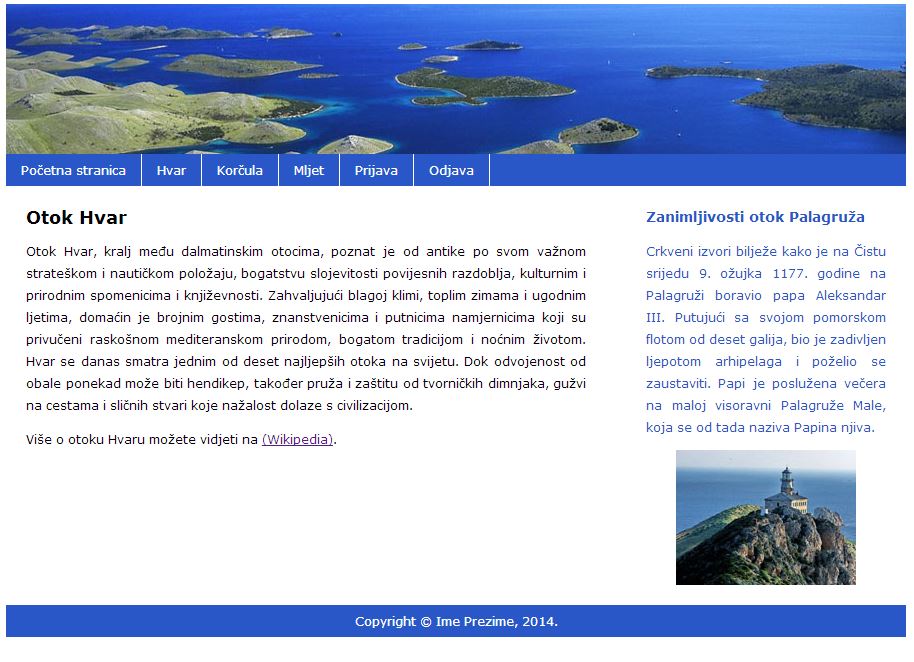 Početna stranica Hvar Korčula Mljet Prijava Odjava
Otok Hvar
Otok Hvar, kralj među dalmatinskim otocima, poznat je od antike po svom važnom
strateškom i nautičkom položaju, bogatstvu slojevitosti povijesnih razdoblja, kulturnim i
prirodnim spomenicima i književnosti. Zahvaljujući blagoj klimi, toplim zimama i ugodnim
ljetima, domaćin je brojnim gostima, znanstvenicima i putnicima namjernicima koji su
privučeni raskošnom mediteranskom prirodom, bogatom tradicijom i noćnim životom.
Hvar se danas smatra jednim od deset najljepših otoka na svijetu. Dok odvojenost od
obale ponekad može biti hendikep, također pruža i zaštitu od tvorničkih dimnjaka, gužvi
na cestama i sličnih stvari koje nažalost dolaze s civilizacijom.
Više o otoku Hvaru možete vidjeti na (Wikipedia).
Zanimljivosti otok Palagruža
Crkveni izvori bilježe kako je na Čistu
srijedu 9. ožujka 1177. godine na
Palagruži boravio papa Aleksandar
III. Putujući sa svojom pomorskom
flotom od deset galija, bio je zadivljen
ljepotom arhipelaga i poželio se
zaustaviti. Papi je poslužena večera
na maloj visoravni Palagruže Male,
koja se od tada naziva Papina njiva.
Copyright © Ime Prezime, 2014.